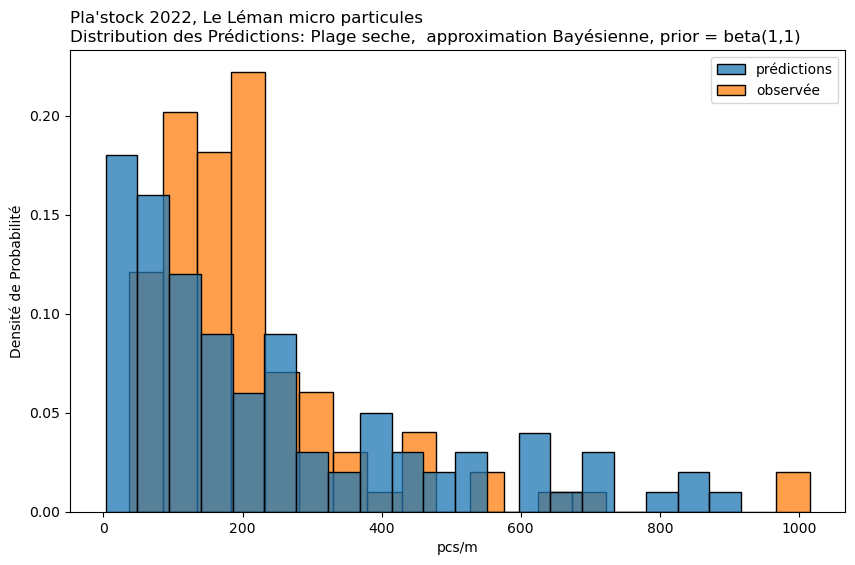 Pla'stock 2022, Le Léman micro particules
Distribution des Prédictions: Plage seche,  approximation Bayésienne, prior = beta(1,1)
prédictions
observée
Densité de Probabilité
0.20
0.15
0.10
0.05
0.00
0 200 400 600 800 1000
pcs/m